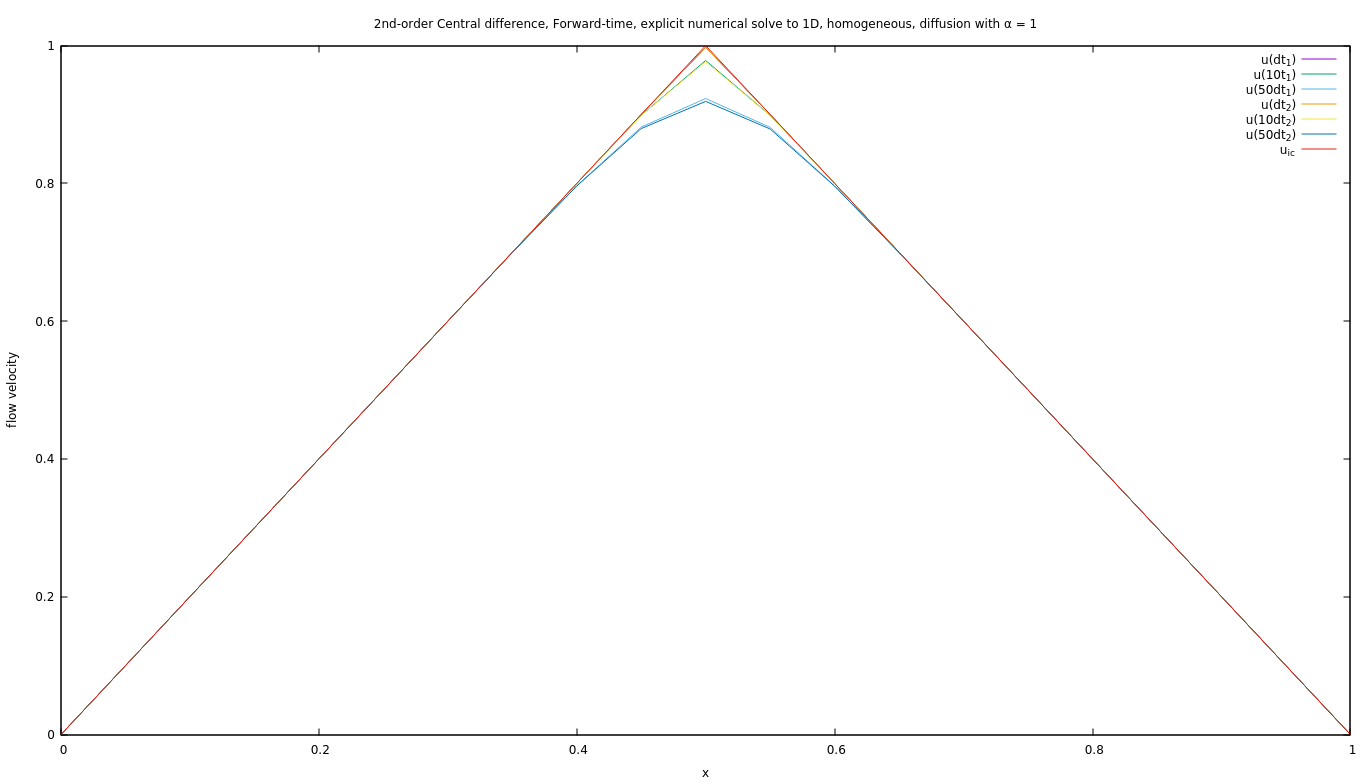 2nd-order Central difference, Forward-time, explicit numerical solve to 1D, homogeneous, diffusion with α = 1
u(dt₁)
u(10t₁)
u(50dt₁)
u(dt₂)
u(10dt₂)
u(50dt₂)
uᵢc
1
0.8
0.6
0.4
0.2
0
flow velocity
0 0.2 0.4 0.6 0.8 1
x